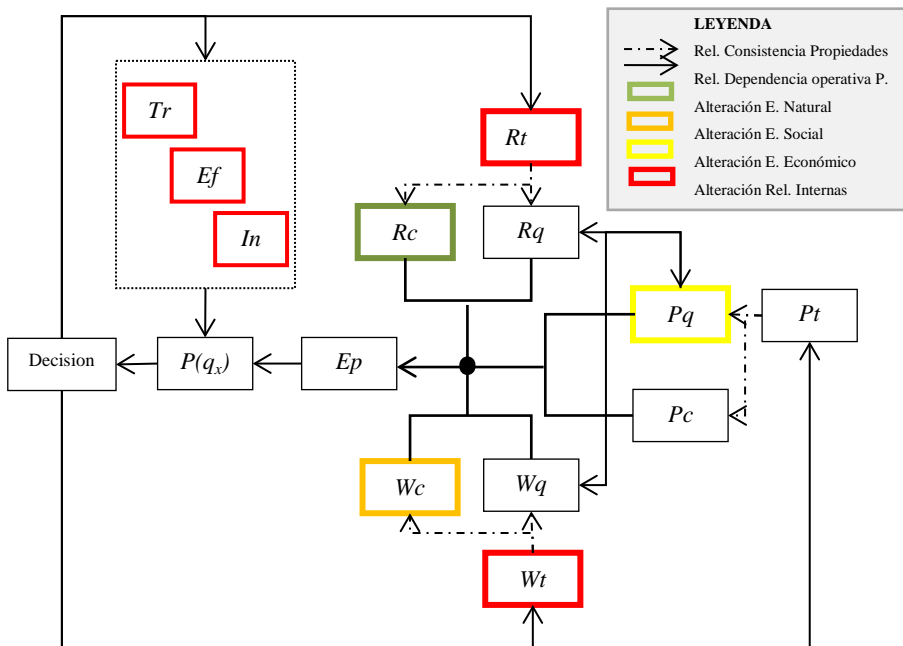 LEYENDA
Rel. Consistencia Propiedades
Rel. Dependencia operativa P.
Alteración E. Natural
Alteración E. Social
Alteración E. Económico
Alteración Rel. Internas
Tr
Ef
In
Rt
Rc
Rq
Pq
Pt
Decision
P(qx)
Ep
Pc
Wc
Wq
Wt